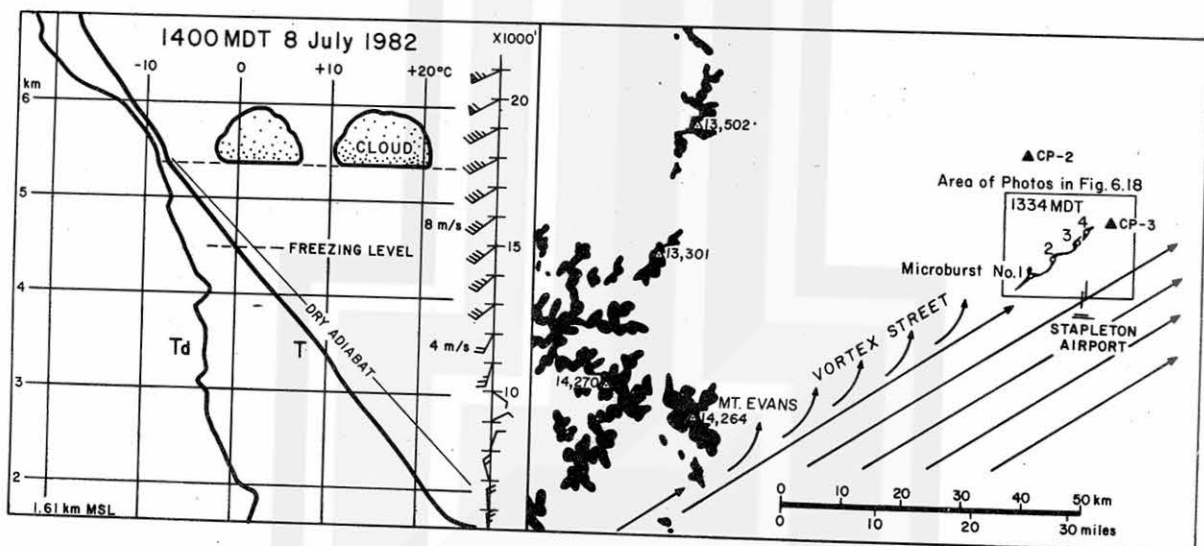 1400 MDT 8 July 1982
X1000'
-10
0
+10
+20°C
km
6
20
CLOUD
5
8 m/s
FREEZING LEVEL
15
4
DRY ADIABAT
Td
T
4 m/s
3
10
2
1.61 km MSL
13,502
CP-2
Area of Photos in Fig. 6.18
1334 MDT
4
CP-3
3
2
Microburst No.1
13,301
VORTEX STREET
STAPLETON
AIRPORT
14,270
MT. EVANS
14,264
0 10 20 30 40 50 km
0 10 20 30 miles